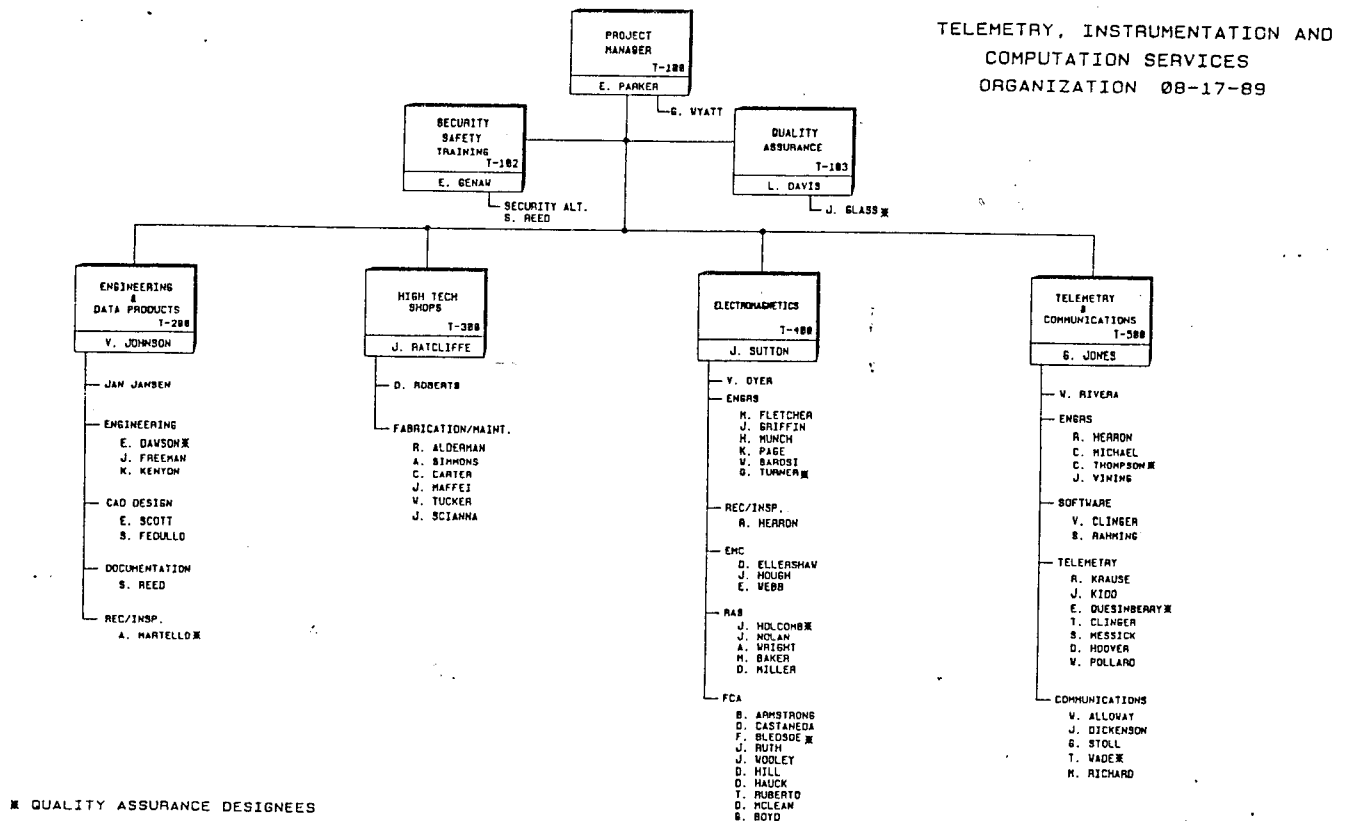 TELEMETRY, INSTRUMENTATION AND
COMPUTATION SERVICES
ORGANIZATION 08-17-89
PROJECT
MANAGER
T-100
E. PARKER
G. WYATT
SECURITY
SAFETY
TRAINING
T-102
E. GENAW
SECURITY ALT.
S. REED
QUALITY
ASSURANCE
T-103
L. DAVIS
J. GLASS *
ENGINEERING
&
DATA PRODUCTS
T-200
V. JOHNSON
JAN JANSEN
ENGINEERING
E. DAWSON*
J. FREEMAN
K. KENYON
CAD DESIGN
E. SCOTT
S. FEDULLO
DOCUMENTATION
S. REED
REC/INSP.
A. MARTELLO*
HIGH TECH
SHOPS
T-300
J. RATCLIFFE
D. ROBERTS
FABRICATION/MAINT.
R. ALDERMAN
A. SIMMONS
C. CARTER
J. MAFFEI
W. TUCKER
J. SCIANNA
ELECTROMAGNETICS
T-400
J. SUTTON
V. DYER
ENGRS
M. FLETCHER
J. GRIFFIN
H. MUNCH
K. PAGE
W. BAROSI
G. TURNER*
REC/INSP.
R. HERRON
EMC
D. ELLERSHAW
J. HOUGH
E. WEBB
RAS
J. HOLCOMB*
J. NOLAN
A. WRIGHT
M. BAKER
D. MILLER
FCA
B. ARMSTRONG
D. CASTANEDA
F. BLEDSOE *
J. RUTH
J. WOOLEY
D. HILL
D. HAUCK
T. RUBERTO
D. MCLEAN
G. BOYD
TELEMETRY
&
COMMUNICATIONS
T-500
G. JONES
W. RIVERA
ENGRS
R. HERRON
C. MICHAEL
C. THOMPSON*
J. VINING
SOFTWARE
V. CLINGER
S. RAHMING
TELEMETRY
R. KRAUSE
J. KIDD
E. QUESINBERRY*
T. CLINGER
S. MESSICK
D. HOOVER
W. POLLARD
COMMUNICATIONS
W. ALLOWAY
J. DICKENSON
G. STOLL
T. WADE*
M. RICHARD
* QUALITY ASSURANCE DESIGNEES